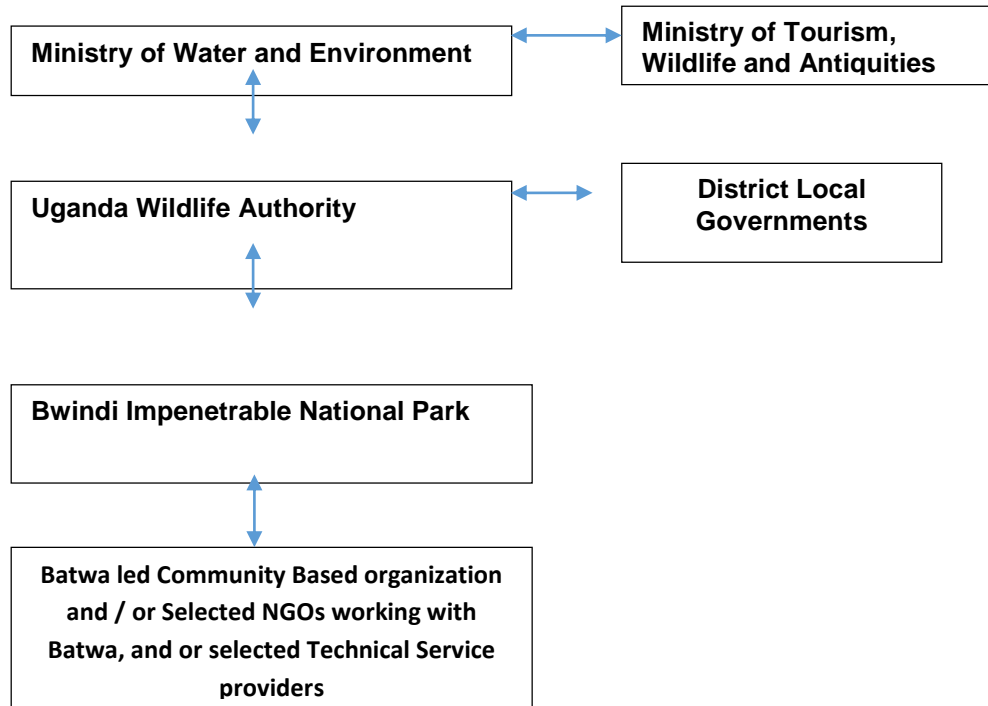 Ministry of Water and Environment
Ministry of Tourism,
Wildlife and Antiquities
Uganda Wildlife Authority
District Local
Governments
Bwindi Impenetrable National Park
Batwa led Community Based organization
and / or Selected NGOs working with
Batwa, and or selected Technical Service
providers